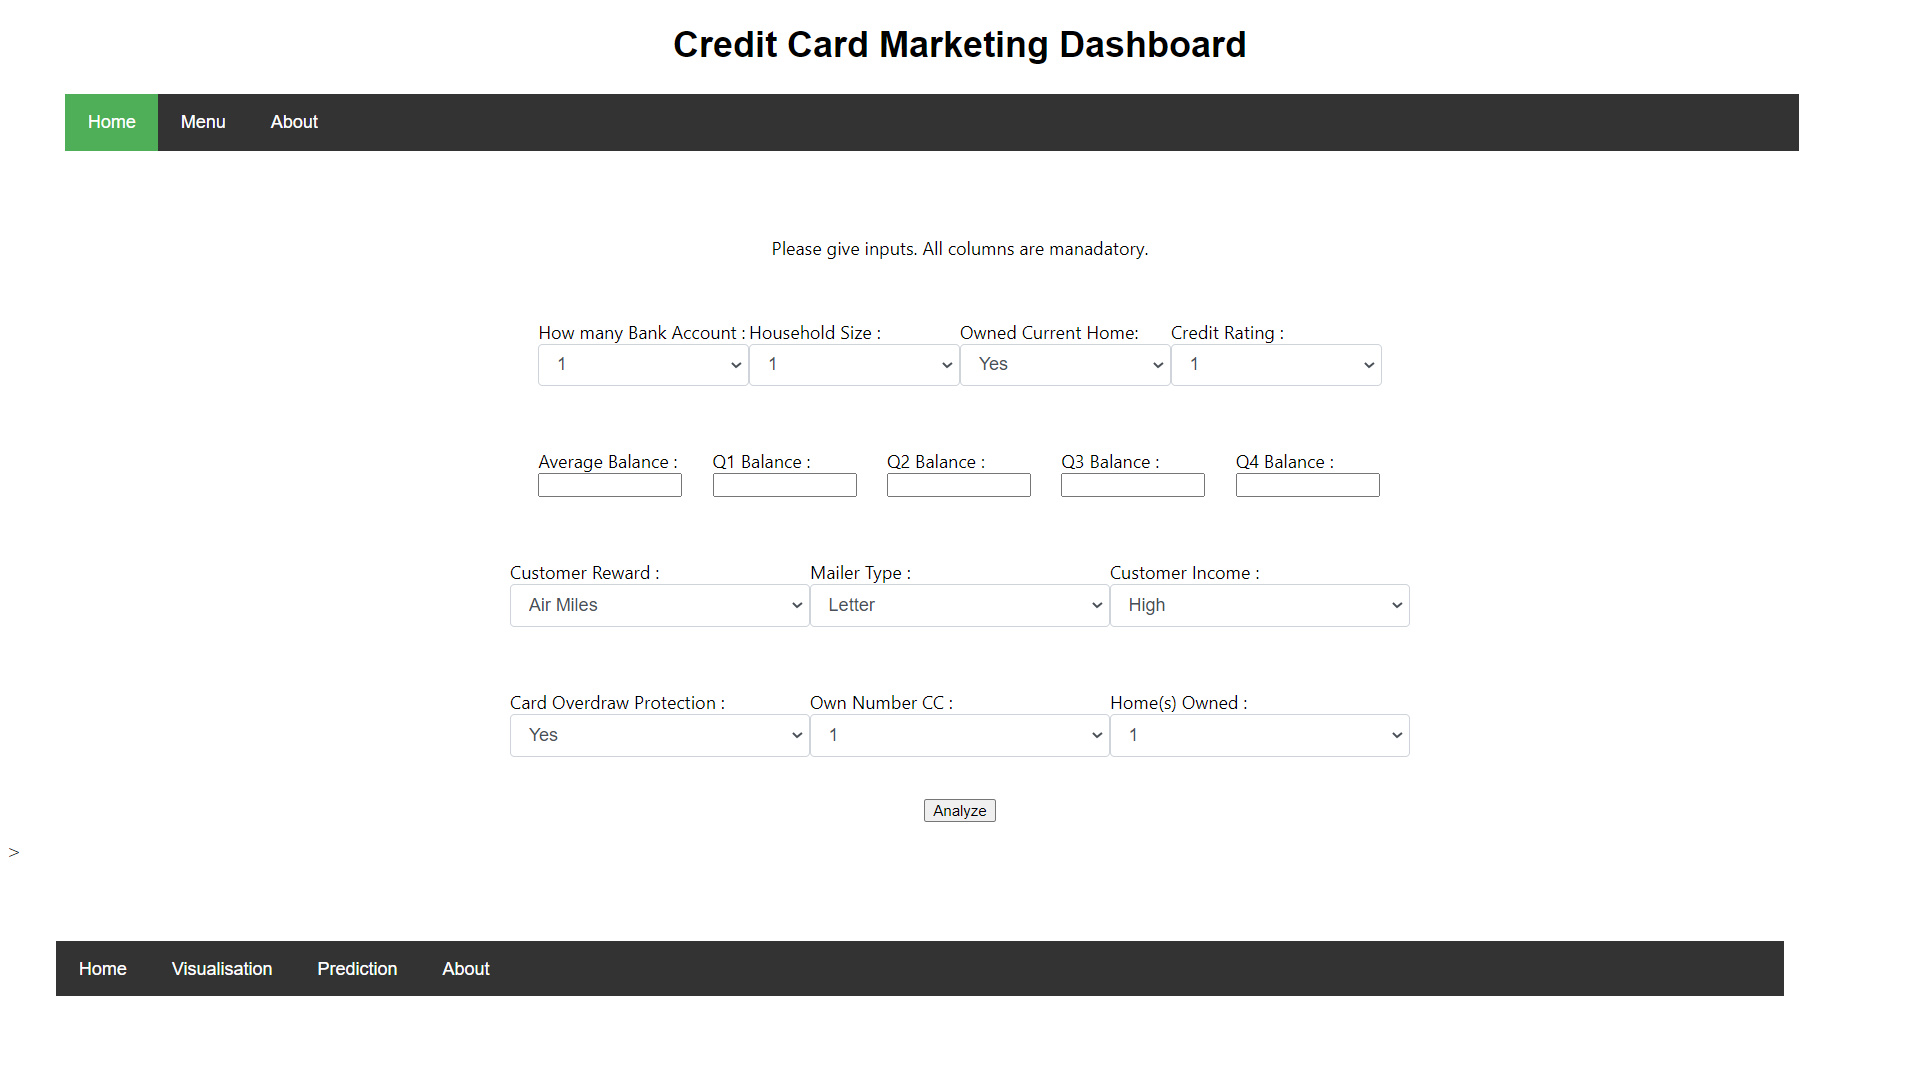 Credit Card Marketing Dashboard
Home Menu About
Please give inputs. All columns are manadatory.
How many Bank Account : Household Size : Owned Current Home: Credit Rating :
1 1 Yes 1
Average Balance : Q1 Balance : Q2 Balance : Q3 Balance : Q4 Balance :
Customer Reward : Mailer Type : Customer Income :
Air Miles Letter High
Card Overdraw Protection : Own Number CC : Home(s) Owned :
Yes 1 1
Analyze
>
Home Visualisation Prediction About